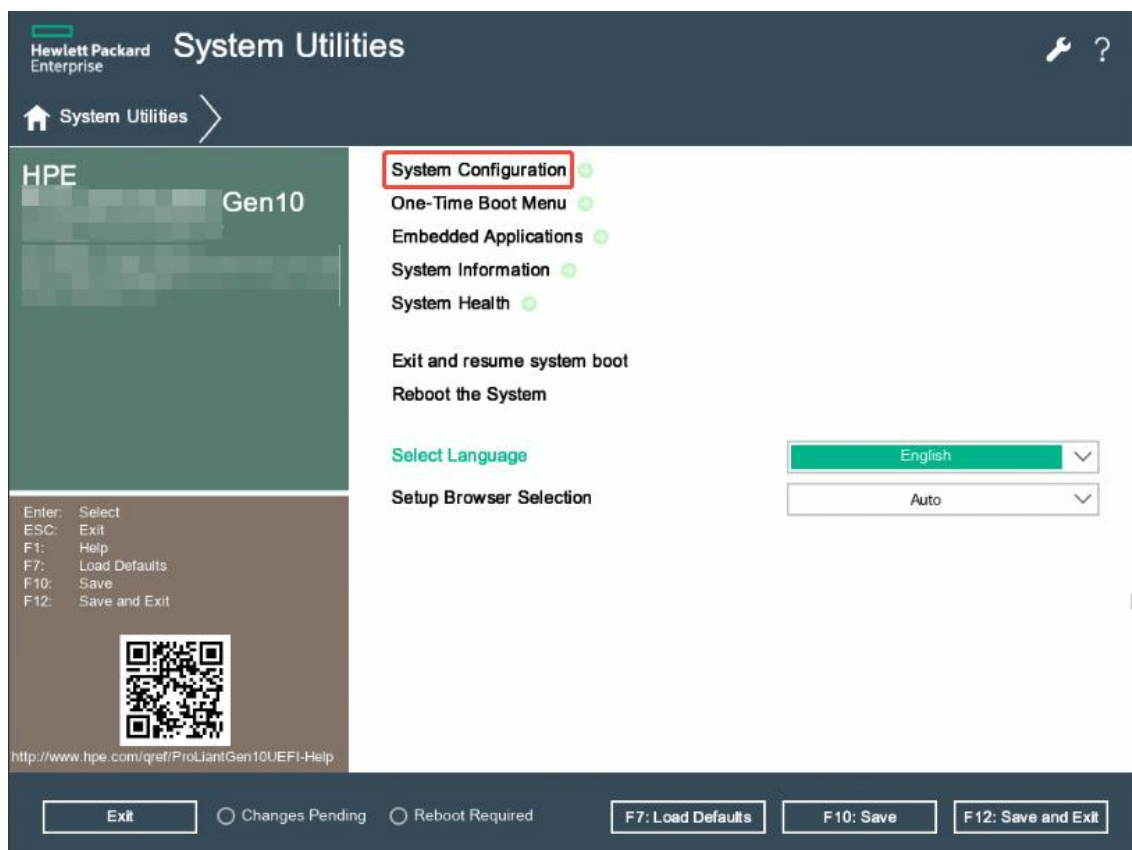 Hewlett Packard
Enterprise
System Utilities
?
System Utilities
HPE
Gen10
System Configuration
One-Time Boot Menu
Embedded Applications
System Information
System Health
Exit and resume system boot
Reboot the System
Select Language English
Setup Browser Selection Auto
Enter: Select
ESC: Exit
F1: Help
F7: Load Defaults
F10: Save
F12: Save and Exit
http://www.hpe.com/qref/ProLiantGen10UEFI-Help
Exit Changes Pending Reboot Required F7: Load Defaults F10: Save F12: Save and Exit